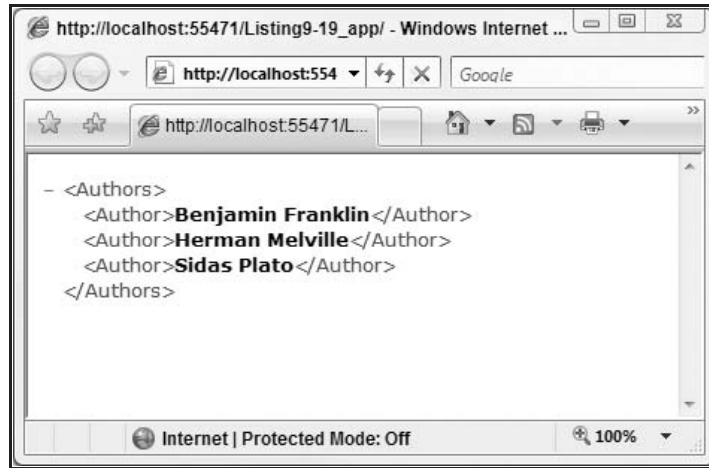 http://localhost:55471/Listing9-19_app/ - Windows Internet ...
http://localhost:554
Google
http://localhost:55471/L...
»
– <Authors>
<Author>Benjamin Franklin</Author>
<Author>Herman Melville</Author>
<Author>Sidas Plato</Author>
</Authors>
Internet | Protected Mode: Off
100%